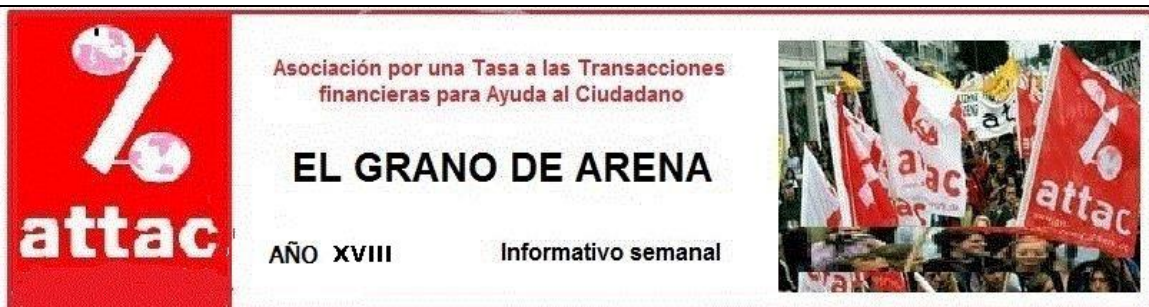 %
attac
Asociación por una Tasa a las Transacciones
financieras para Ayuda al Ciudadano
EL GRANO DE ARENA
AÑO XVIII
Informativo semanal
attac
attac